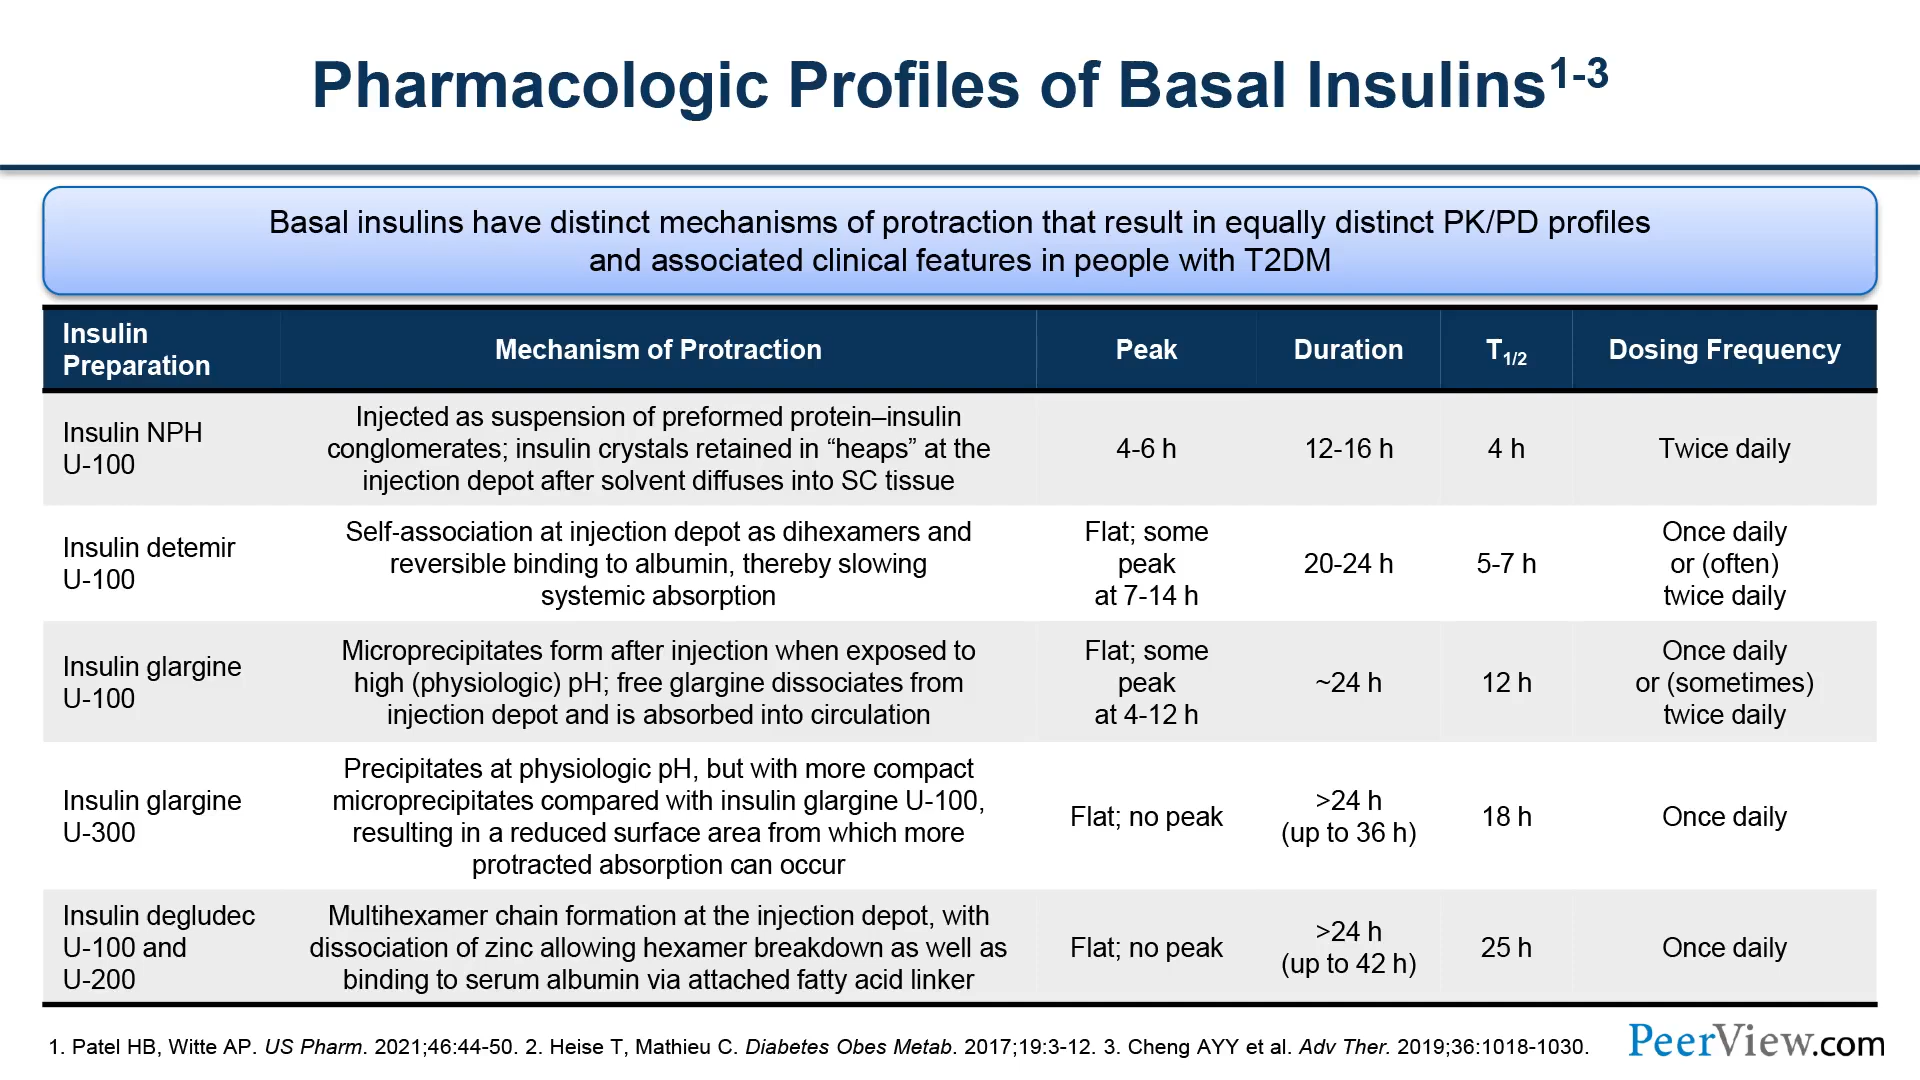 Pharmacologic Profiles of Basal Insulins1-3
Basal insulins have distinct mechanisms of protraction that result in equally distinct PK/PD profiles
and associated clinical features in people with T2DM
Insulin
Preparation
Mechanism of Protraction
Peak
Duration
T1/2
Dosing Frequency
Insulin NPH
U-100
Injected as suspension of preformed protein–insulin
conglomerates; insulin crystals retained in “heaps” at the
injection depot after solvent diffuses into SC tissue
4-6 h
12-16 h
4 h
Twice daily
Insulin detemir
U-100
Self-association at injection depot as dihexamers and
reversible binding to albumin, thereby slowing
systemic absorption
Flat; some
peak
at 7-14 h
20-24 h
5-7 h
Once daily
or (often)
twice daily
Insulin glargine
U-100
Microprecipitates form after injection when exposed to
high (physiologic) pH; free glargine dissociates from
injection depot and is absorbed into circulation
Flat; some
peak
at 4-12 h
~24 h
12 h
Once daily
or (sometimes)
twice daily
Insulin glargine
U-300
Precipitates at physiologic pH, but with more compact
microprecipitates compared with insulin glargine U-100,
resulting in a reduced surface area from which more
protracted absorption can occur
Flat; no peak
>24 h
(up to 36 h)
18 h
Once daily
Insulin degludec
U-100 and
U-200
Multihexamer chain formation at the injection depot, with
dissociation of zinc allowing hexamer breakdown as well as
binding to serum albumin via attached fatty acid linker
Flat; no peak
>24 h
(up to 42 h)
25 h
Once daily
1. Patel HB, Witte AP. US Pharm. 2021;46:44-50. 2. Heise T, Mathieu C. Diabetes Obes Metab. 2017;19:3-12. 3. Cheng AYY et al. Adv Ther. 2019;36:1018-1030.
PeerView.com